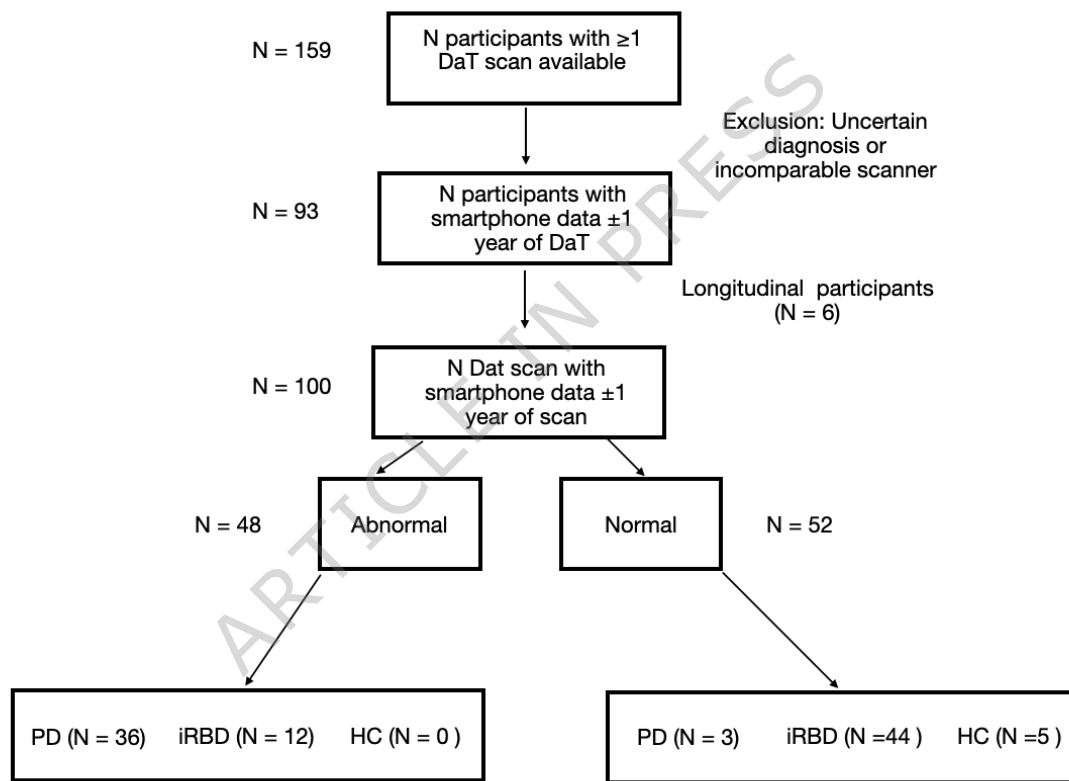 N = 159
N participants with ≥1
DaT scan available
Exclusion: Uncertain
diagnosis or
incomparable scanner
N = 93
N participants with
smartphone data ±1
year of DaT
Longitudinal participants
(N = 6)
N = 100
N Dat scan with
smartphone data ±1
year of scan
N = 48
Abnormal
Normal
N = 52
PD (N = 36) iRBD (N = 12) HC (N = 0 )
PD (N = 3) iRBD (N =44 ) HC (N =5 )
ARTICLE IN PRESS